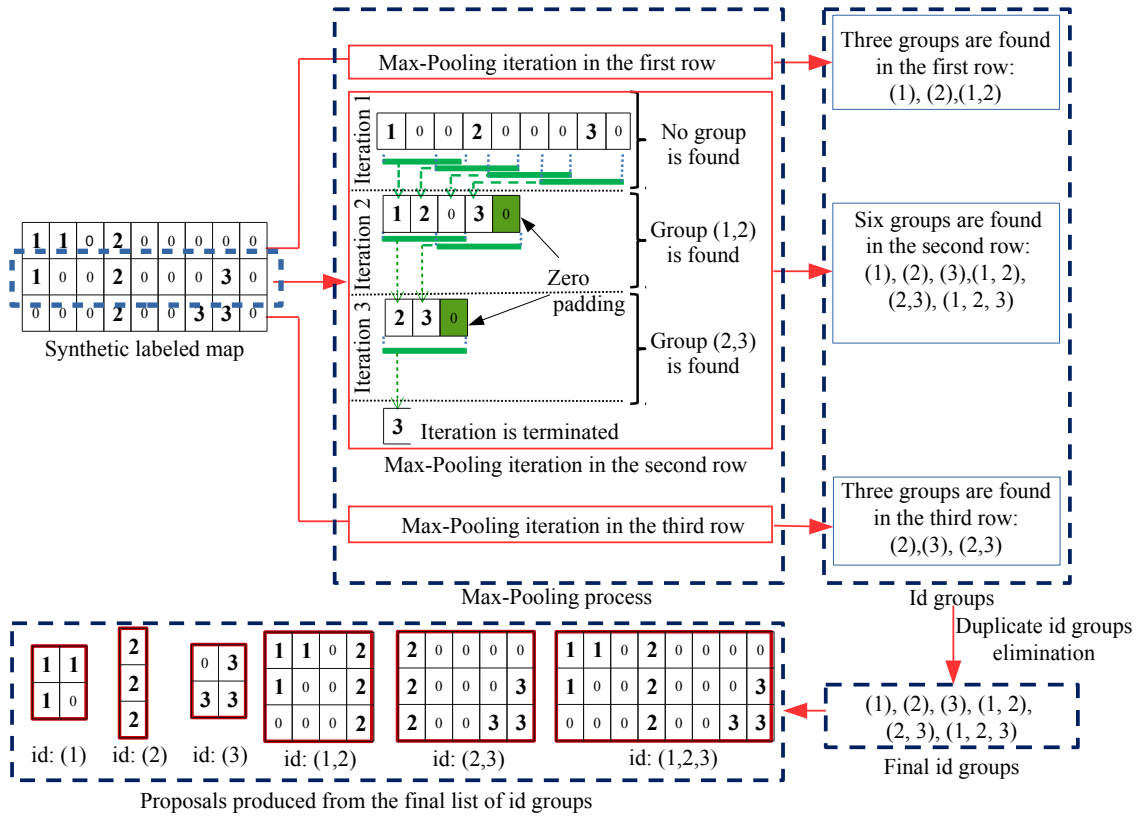 Max-Pooling iteration in the first row
Three groups are found
in the first row:
(1), (2),(1,2)
Iteration 1
1 0 0 2 0 0 0 3 0
No group
is found
Iteration 2
1 2 0 3 0
Group (1,2)
is found
Zero
padding
Iteration 3
2 3 0
Group (2,3)
is found
3
Iteration is terminated
Max-Pooling iteration in the second row
1 1 0 2 0 0 0 0 0
1 0 0 2 0 0 0 3 0
0 0 0 2 0 0 3 3 0
Synthetic labeled map
Six groups are found
in the second row:
(1), (2), (3),(1, 2),
(2,3), (1, 2, 3)
Max-Pooling iteration in the third row
Three groups are found
in the third row:
(2),(3), (2,3)
Max-Pooling process
Id groups
Duplicate id groups
elimination
(1), (2), (3), (1, 2),
(2, 3), (1, 2, 3)
Final id groups
1 1
1 0
id: (1)
2
2
2
id: (2)
0 3
3 3
id: (3)
1 1 0 2
1 0 0 2
0 0 0 2
id: (1,2)
2 0 0 0 0
2 0 0 0 3
2 0 0 3 3
id: (2,3)
1 1 0 2 0 0 0 0
1 0 0 2 0 0 0 3
0 0 0 2 0 0 3 3
id: (1,2,3)
Proposals produced from the final list of id groups